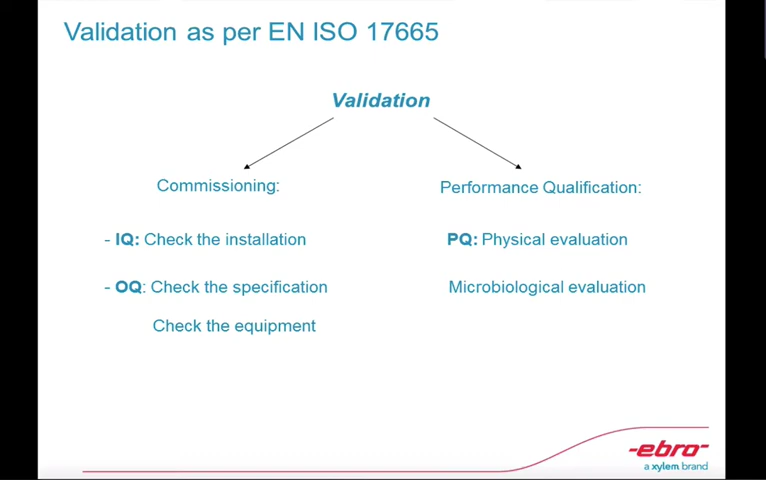 Validation as per EN ISO 17665
Validation
Commissioning:
- IQ: Check the installation
- OQ: Check the specification
Check the equipment
Performance Qualification:
PQ: Physical evaluation
Microbiological evaluation
ebro
a xylem brand